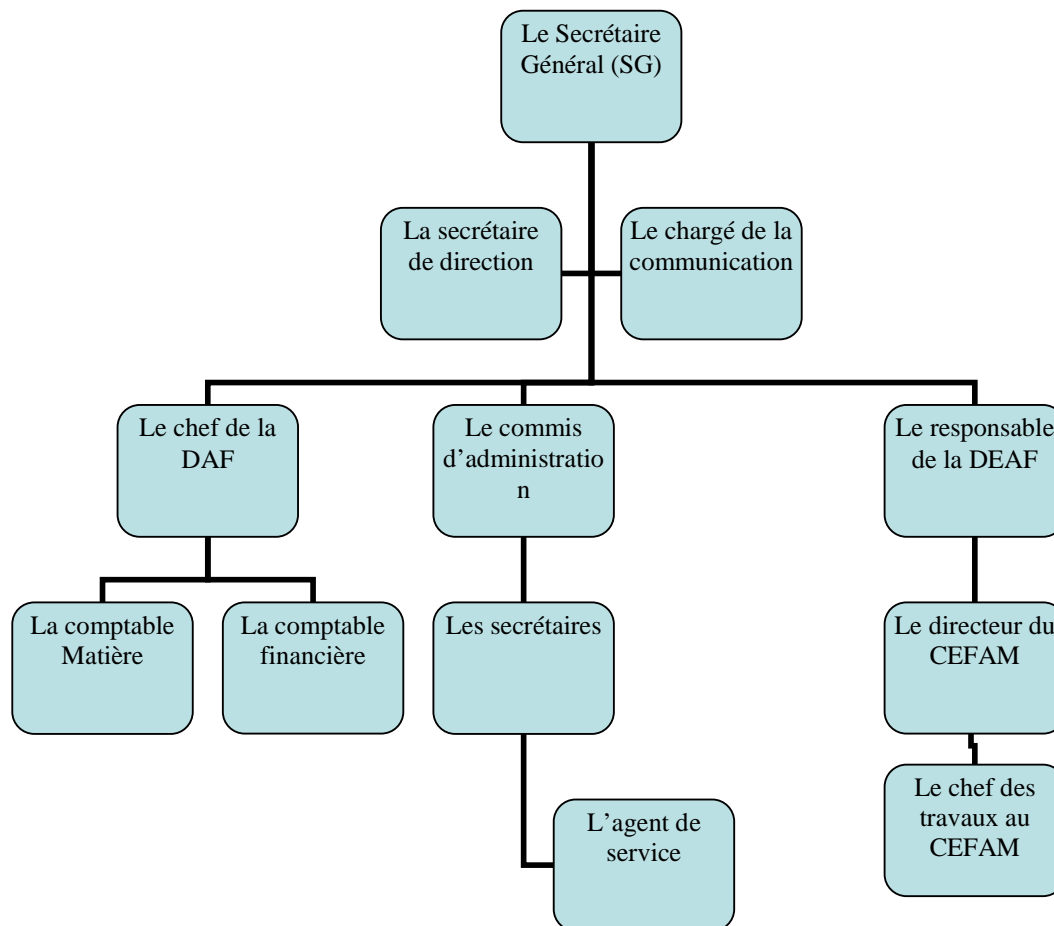 Le Secrétaire
Général (SG)
La secrétaire
de direction
Le chargé de la
communication
Le chef de la
DAF
Le commis
d’administratio
n
Le responsable
de la DEAF
La comptable
Matière
La comptable
financière
Les secrétaires
Le directeur du
CEFAM
L’agent de
service
Le chef des
travaux au
CEFAM